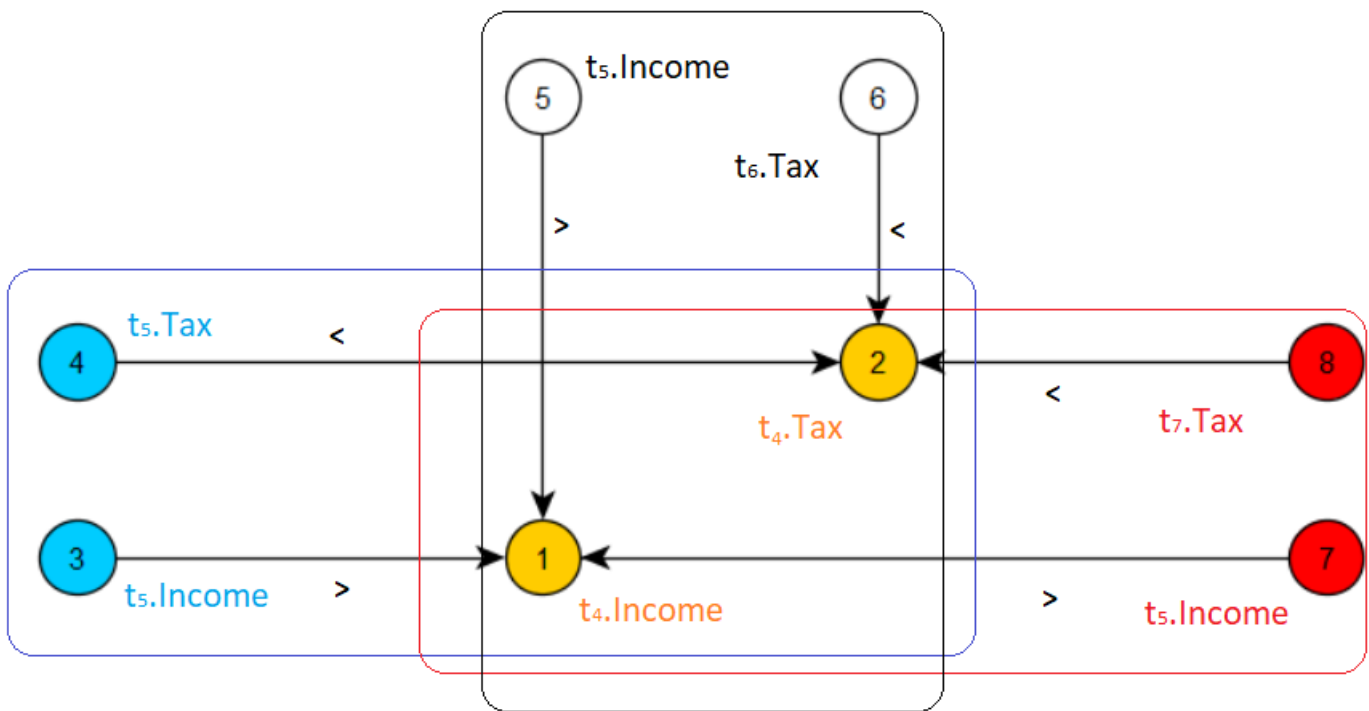 5
t₅.Income
6
t₆.Tax
>
<
4
t₅.Tax
<
2
8
t₄.Tax
<
t₇.Tax
3
t₅.Income
>
1
t₄.Income
>
7
t₅.Income